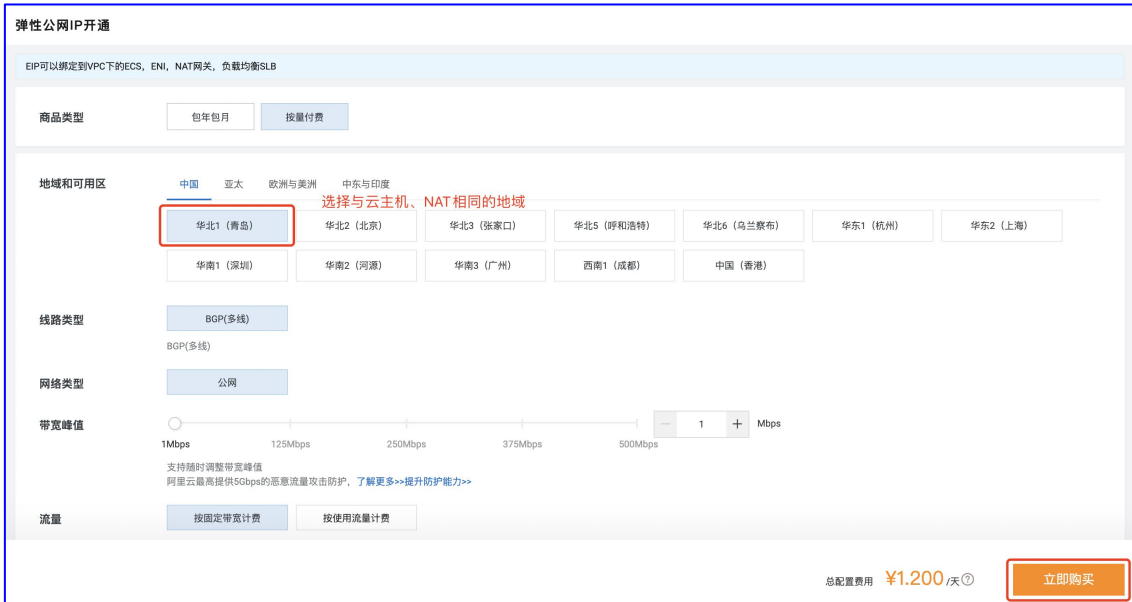 弹性公网IP开通
EIP可以绑定到VPC下的ECS，ENI，NAT网关，负载均衡SLB
商品类型 包年包月 按量付费
地域和可用区 中国 亚太 欧洲与美洲 中东与印度
选择与云主机、NAT相同的地域
华北1（青岛） 华北2（北京） 华北3（张家口） 华北5（呼和浩特） 华北6（乌兰察布） 华东1（杭州） 华东2（上海）
华南1（深圳） 华南2（河源） 华南3（广州） 西南1（成都） 中国（香港）
线路类型 BGP(多线)
BGP(多线)
网络类型 公网
带宽峰值 1 Mbps
1Mbps 125Mbps 250Mbps 375Mbps 500Mbps
支持随时调整带宽峰值
阿里云最高提供5Gbps的恶意流量攻击防护，了解更多>>提升防护能力>>
流量 按固定带宽计费 按使用流量计费
总配置费用 ¥1.200 /天 立即购买